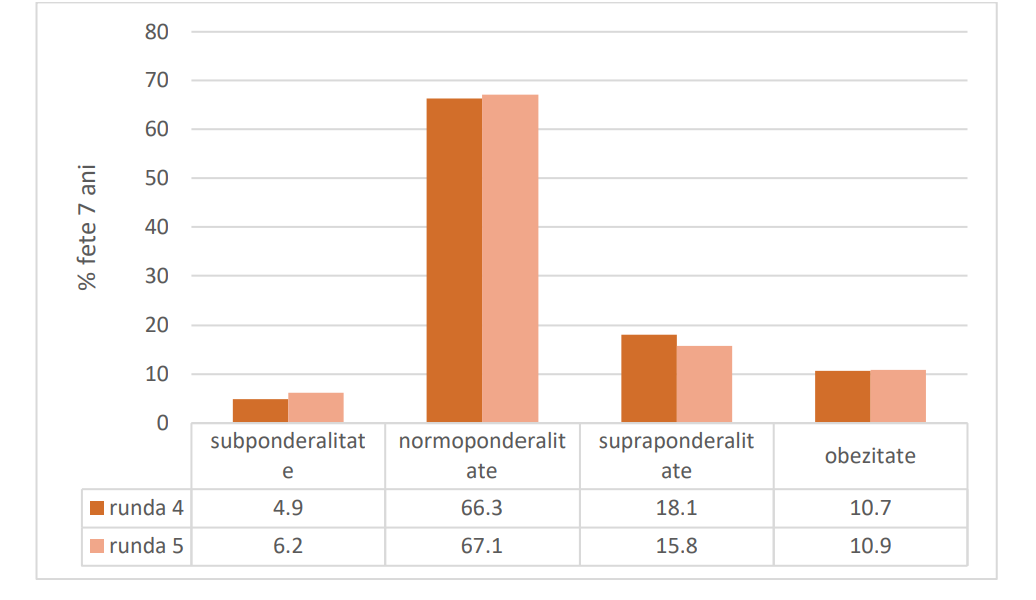 80
70
60
50
40
30
20
10
0
% fete 7 ani
subponderalitat
e
normoponderalit
ate
supraponderalit
ate
obezitate
runda 4 4.9 66.3 18.1 10.7
runda 5 6.2 67.1 15.8 10.9